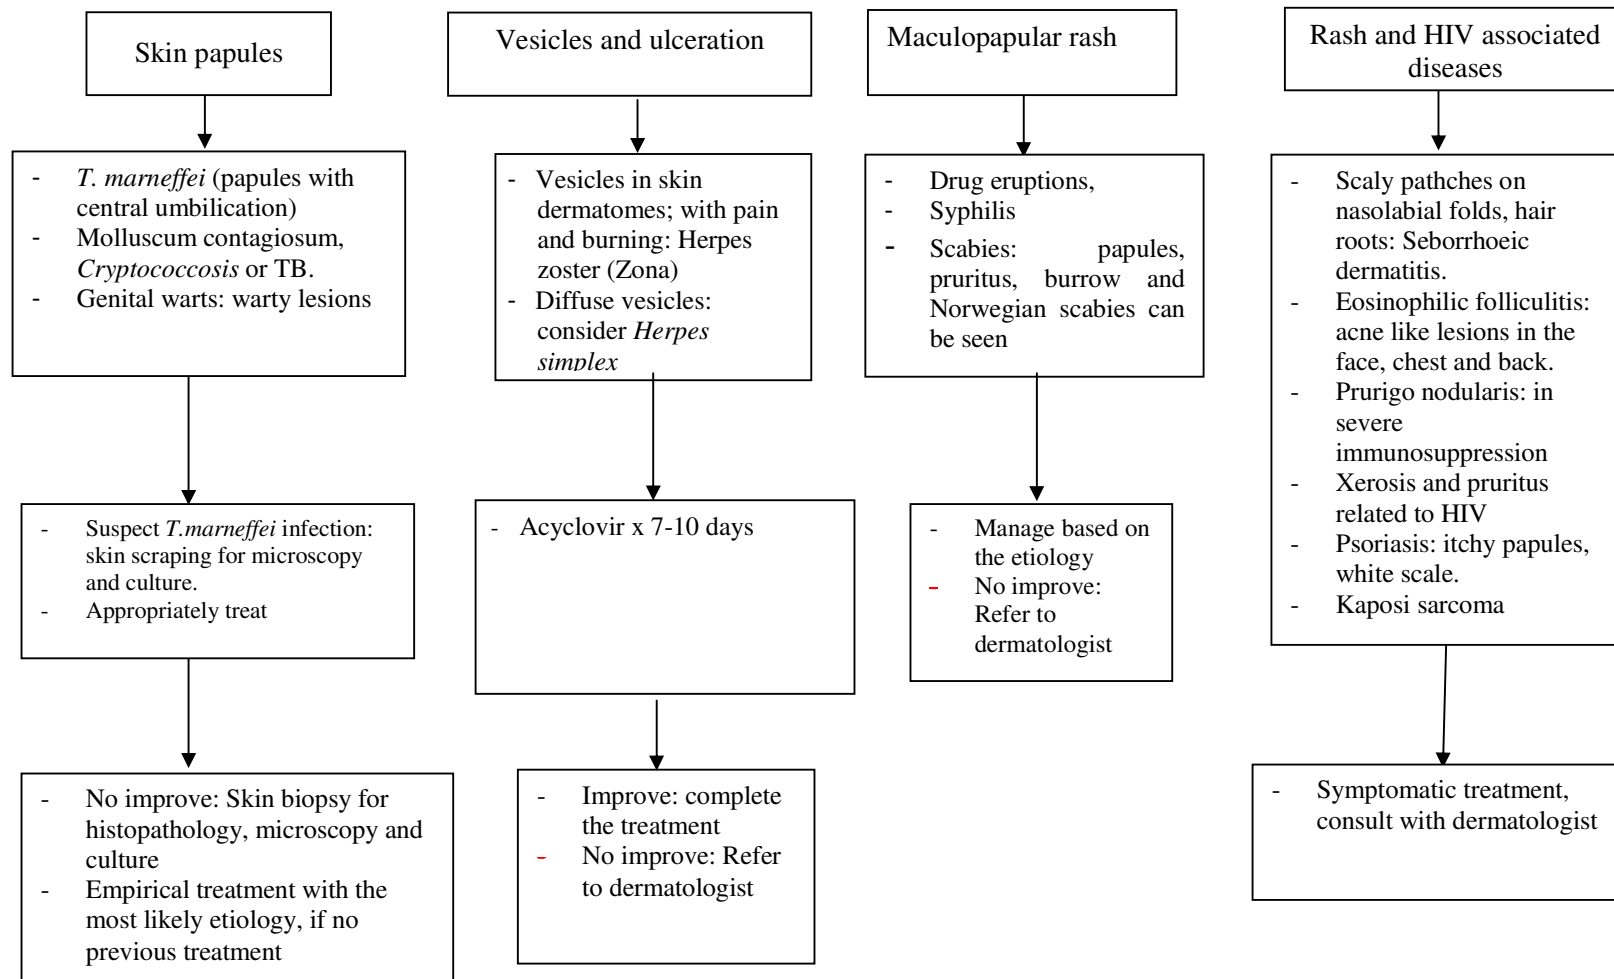 Skin papules
- T. marneffei (papules with
central umbilication)
- Molluscum contagiosum,
Cryptococcosis or TB.
- Genital warts: warty lesions
- Suspect T.marneffei infection:
skin scraping for microscopy
and culture.
- Appropriately treat
- No improve: Skin biopsy for
histopathology, microscopy and
culture
- Empirical treatment with the
most likely etiology, if no
previous treatment
Vesicles and ulceration
- Vesicles in skin
dermatomes; with pain
and burning: Herpes
zoster (Zona)
- Diffuse vesicles:
consider Herpes
simplex
- Acyclovir x 7-10 days
- Improve: complete
the treatment
- No improve: Refer
to dermatologist
Maculopapular rash
- Drug eruptions,
- Syphilis
- Scabies: papules,
pruritus, burrow and
Norwegian scabies can
be seen
- Manage based on
the etiology
- No improve:
Refer to
dermatologist
Rash and HIV associated
diseases
- Scaly pathches on
nasolabial folds, hair
roots: Seborrhoeic
dermatitis.
- Eosinophilic folliculitis:
acne like lesions in the
face, chest and back.
- Prurigo nodularis: in
severe
immunosuppression
- Xerosis and pruritus
related to HIV
- Psoriasis: itchy papules,
white scale.
- Kaposi sarcoma
- Symptomatic treatment,
consult with dermatologist